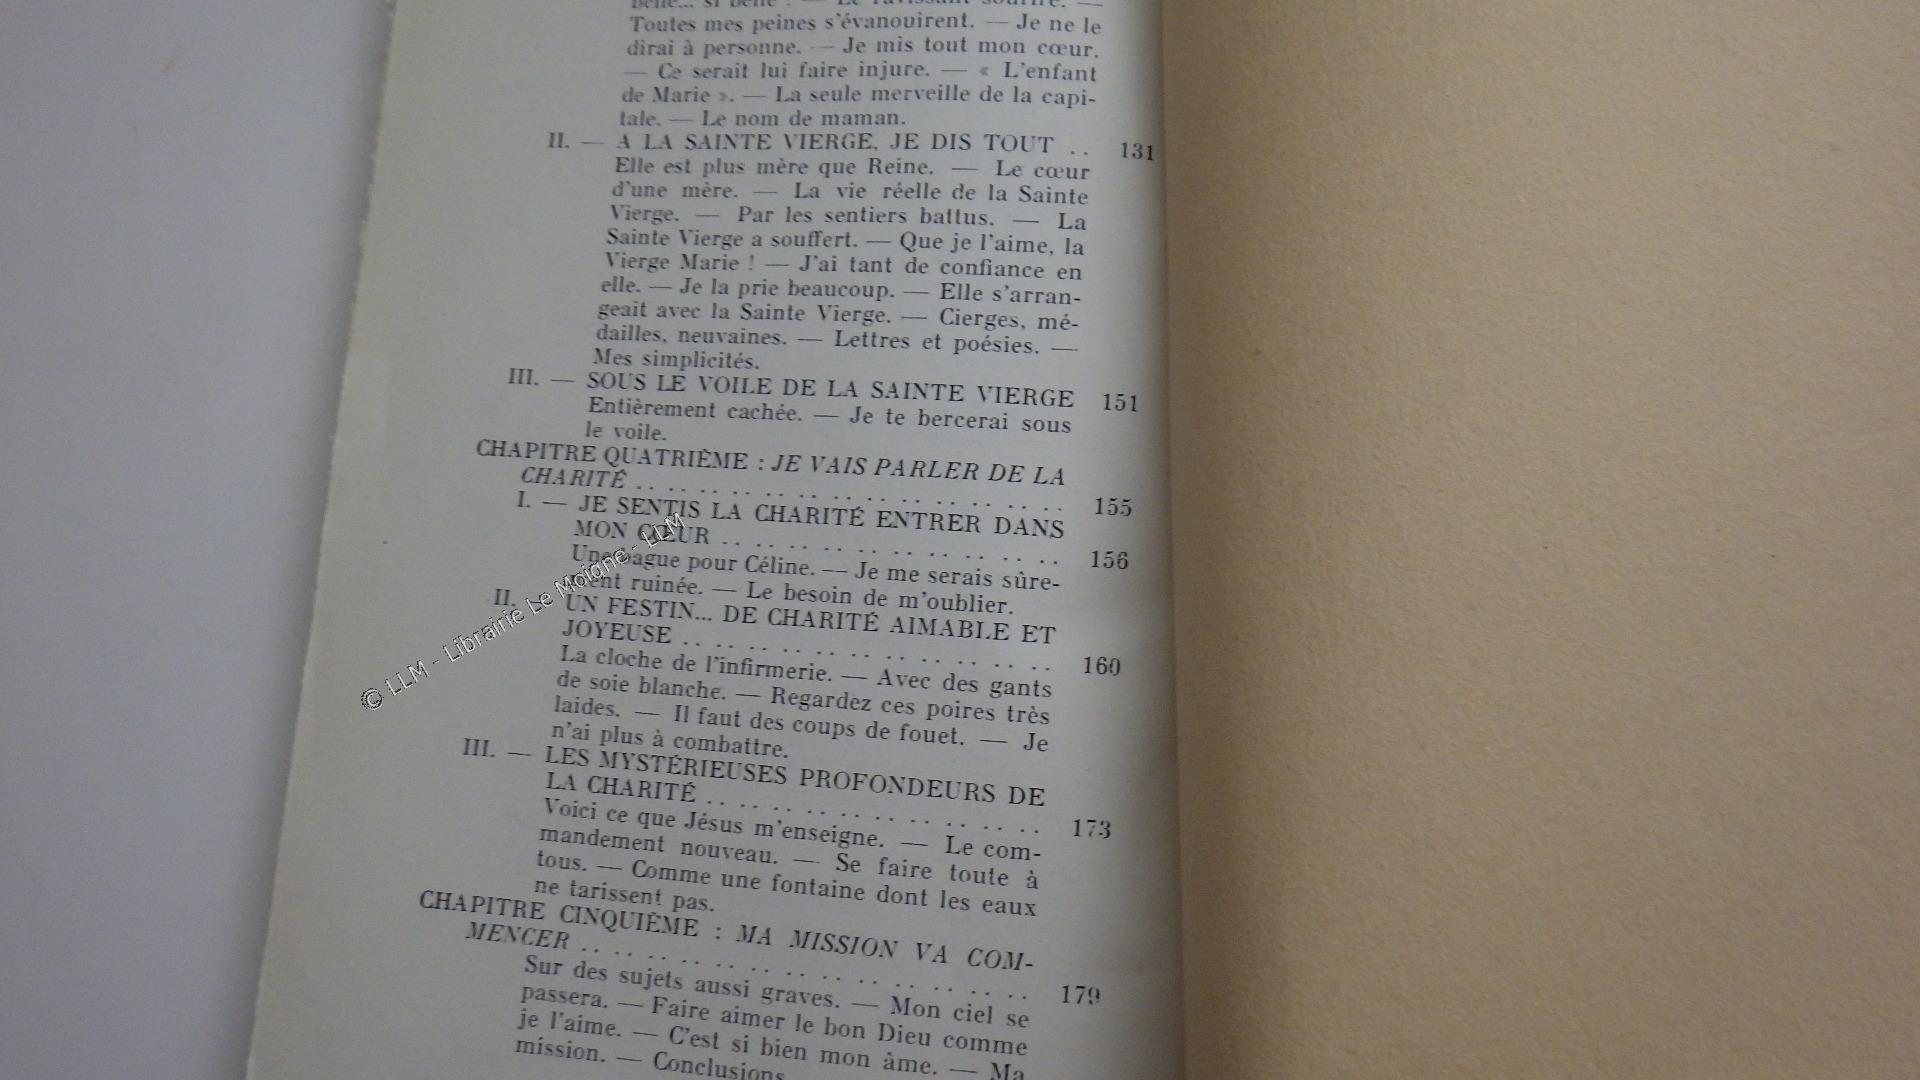 belle... si belle ! — Le ravissant sourire. —
Toutes mes peines s'évanouirent. — Je ne le
dirai à personne. — Je mis tout mon cœur.
— Ce serait lui faire injure. — « L'enfant
de Marie ». — La seule merveille de la capi-
tale. — Le nom de maman.
II. — A LA SAINTE VIERGE, JE DIS TOUT .. 131
Elle est plus mère que Reine. — Le cœur
d'une mère. — La vie réelle de la Sainte
Vierge. — Par les sentiers battus. — La
Sainte Vierge a souffert. — Que je l'aime, la
Vierge Marie ! — J'ai tant de confiance en
elle. — Je la prie beaucoup. — Elle s'arran-
geait avec la Sainte Vierge. — Cierges, mé-
dailles, neuvaines. — Lettres et poésies. —
Mes simplicités.
III. — SOUS LE VOILE DE LA SAINTE VIERGE 151
Entièrement cachée. — Je te bercerai sous
le voile.
CHAPITRE QUATRIÈME : JE VAIS PARLER DE LA
CHARITÉ .. .. .. .. .. .. .. .. .. .. .. .. .. 155
I. — JE SENTIS LA CHARITÉ ENTRER DANS
MON CŒUR .. .. .. .. .. .. .. .. .. .. 156
Une bague pour Céline. — Je me serais sûre-
ment ruinée. — Le besoin de m'oublier.
II. — UN FESTIN... DE CHARITÉ AIMABLE ET
JOYEUSE .. .. .. .. .. .. .. .. .. .. .. 160
La cloche de l'infirmerie. — Avec des gants
de soie blanche. — Regardez ces poires très
laides. — Il faut des coups de fouet. — Je
n'ai plus à combattre.
III. — LES MYSTÉRIEUSES PROFONDEURS DE
LA CHARITÉ .. .. .. .. .. .. .. .. .. .. 173
Voici ce que Jésus m'enseigne. — Le com-
mandement nouveau. — Se faire toute à
tous. — Comme une fontaine dont les eaux
ne tarissent pas.
CHAPITRE CINQUIÈME : MA MISSION VA COM-
MENCER .. .. .. .. .. .. .. .. .. .. .. .. .. 179
Sur des sujets aussi graves. — Mon ciel se
passera. — Faire aimer le bon Dieu comme
je l'aime. — C'est si bien mon âme. — Ma
mission. — Conclusions
© LLM - Librairie Le Moigne - LLM